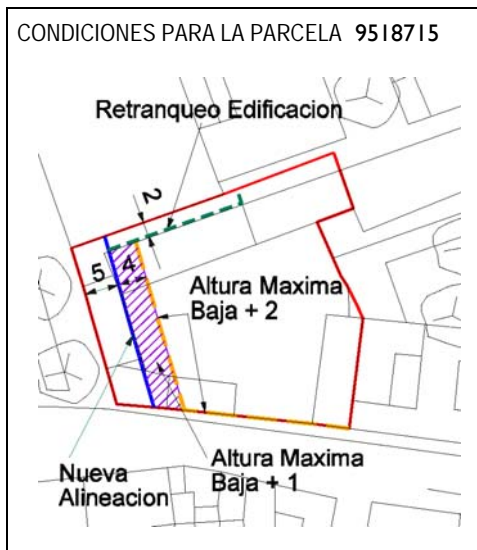 CONDICIONES PARA LA PARCELA 9518715
Retranqueo Edificacion
2
5
4
Altura Maxima
Baja + 2
Nueva
Alineacion
Altura Maxima
Baja + 1